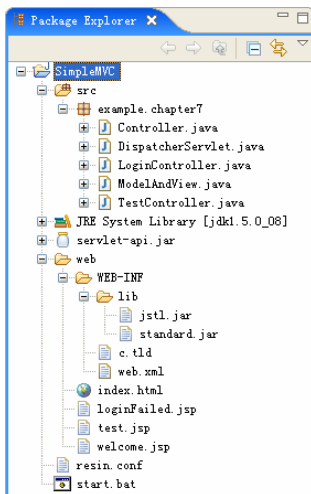 Package Explorer
SimpleMVC
src
example.chapter7
Controller.java
DispatcherServlet.java
LoginController.java
ModelAndView.java
TestController.java
JRE System Library [jdk1.5.0_08]
servlet-api.jar
web
WEB-INF
lib
jstl.jar
standard.jar
c.tld
web.xml
index.html
loginFailed.jsp
test.jsp
welcome.jsp
resin.conf
start.bat